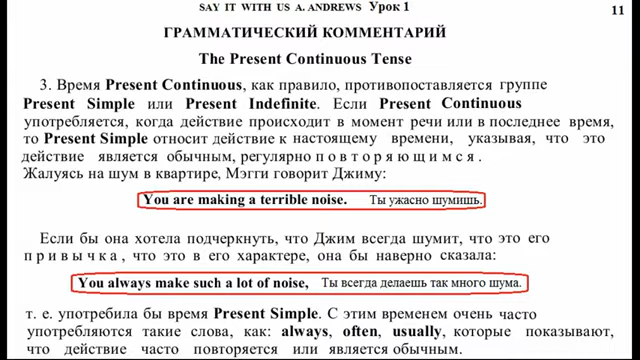 SAY IT WITH US A. ANDREWS Урок 1
11
ГРАММАТИЧЕСКИЙ КОММЕНТАРИЙ
The Present Continuous Tense
3. Время Present Continuous, как правило, противопоставляется группе
Present Simple или Present Indefinite. Если Present Continuous
употребляется, когда действие происходит в момент речи или в последнее время,
то Present Simple относит действие к настоящему времени, указывая, что это
действие является обычным, регулярно повторяющимся.
Жалуясь на шум в квартире, Мэгги говорит Джиму:
You are making a terrible noise. Ты ужасно шумишь.
Если бы она хотела подчеркнуть, что Джим всегда шумит, что это его
привычка, что это в его характере, она бы наверно сказала:
You always make such a lot of noise, Ты всегда делаешь так много шума.
т. е. употребила бы время Present Simple. С этим временем очень часто
употребляются такие слова, как: always, often, usually, которые показывают,
что действие часто повторяется или является обычным.